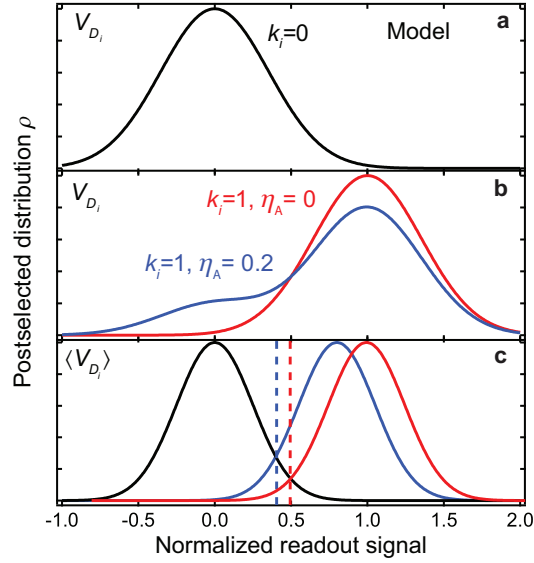 V_{D_i} k_i=0 Model a
V_{D_i} b
k_i=1, η_A= 0
k_i=1, η_A= 0.2
⟨V_{D_i}⟩ c
Postselected distribution ρ
-1.0 -0.5 0.0 0.5 1.0 1.5 2.0
Normalized readout signal